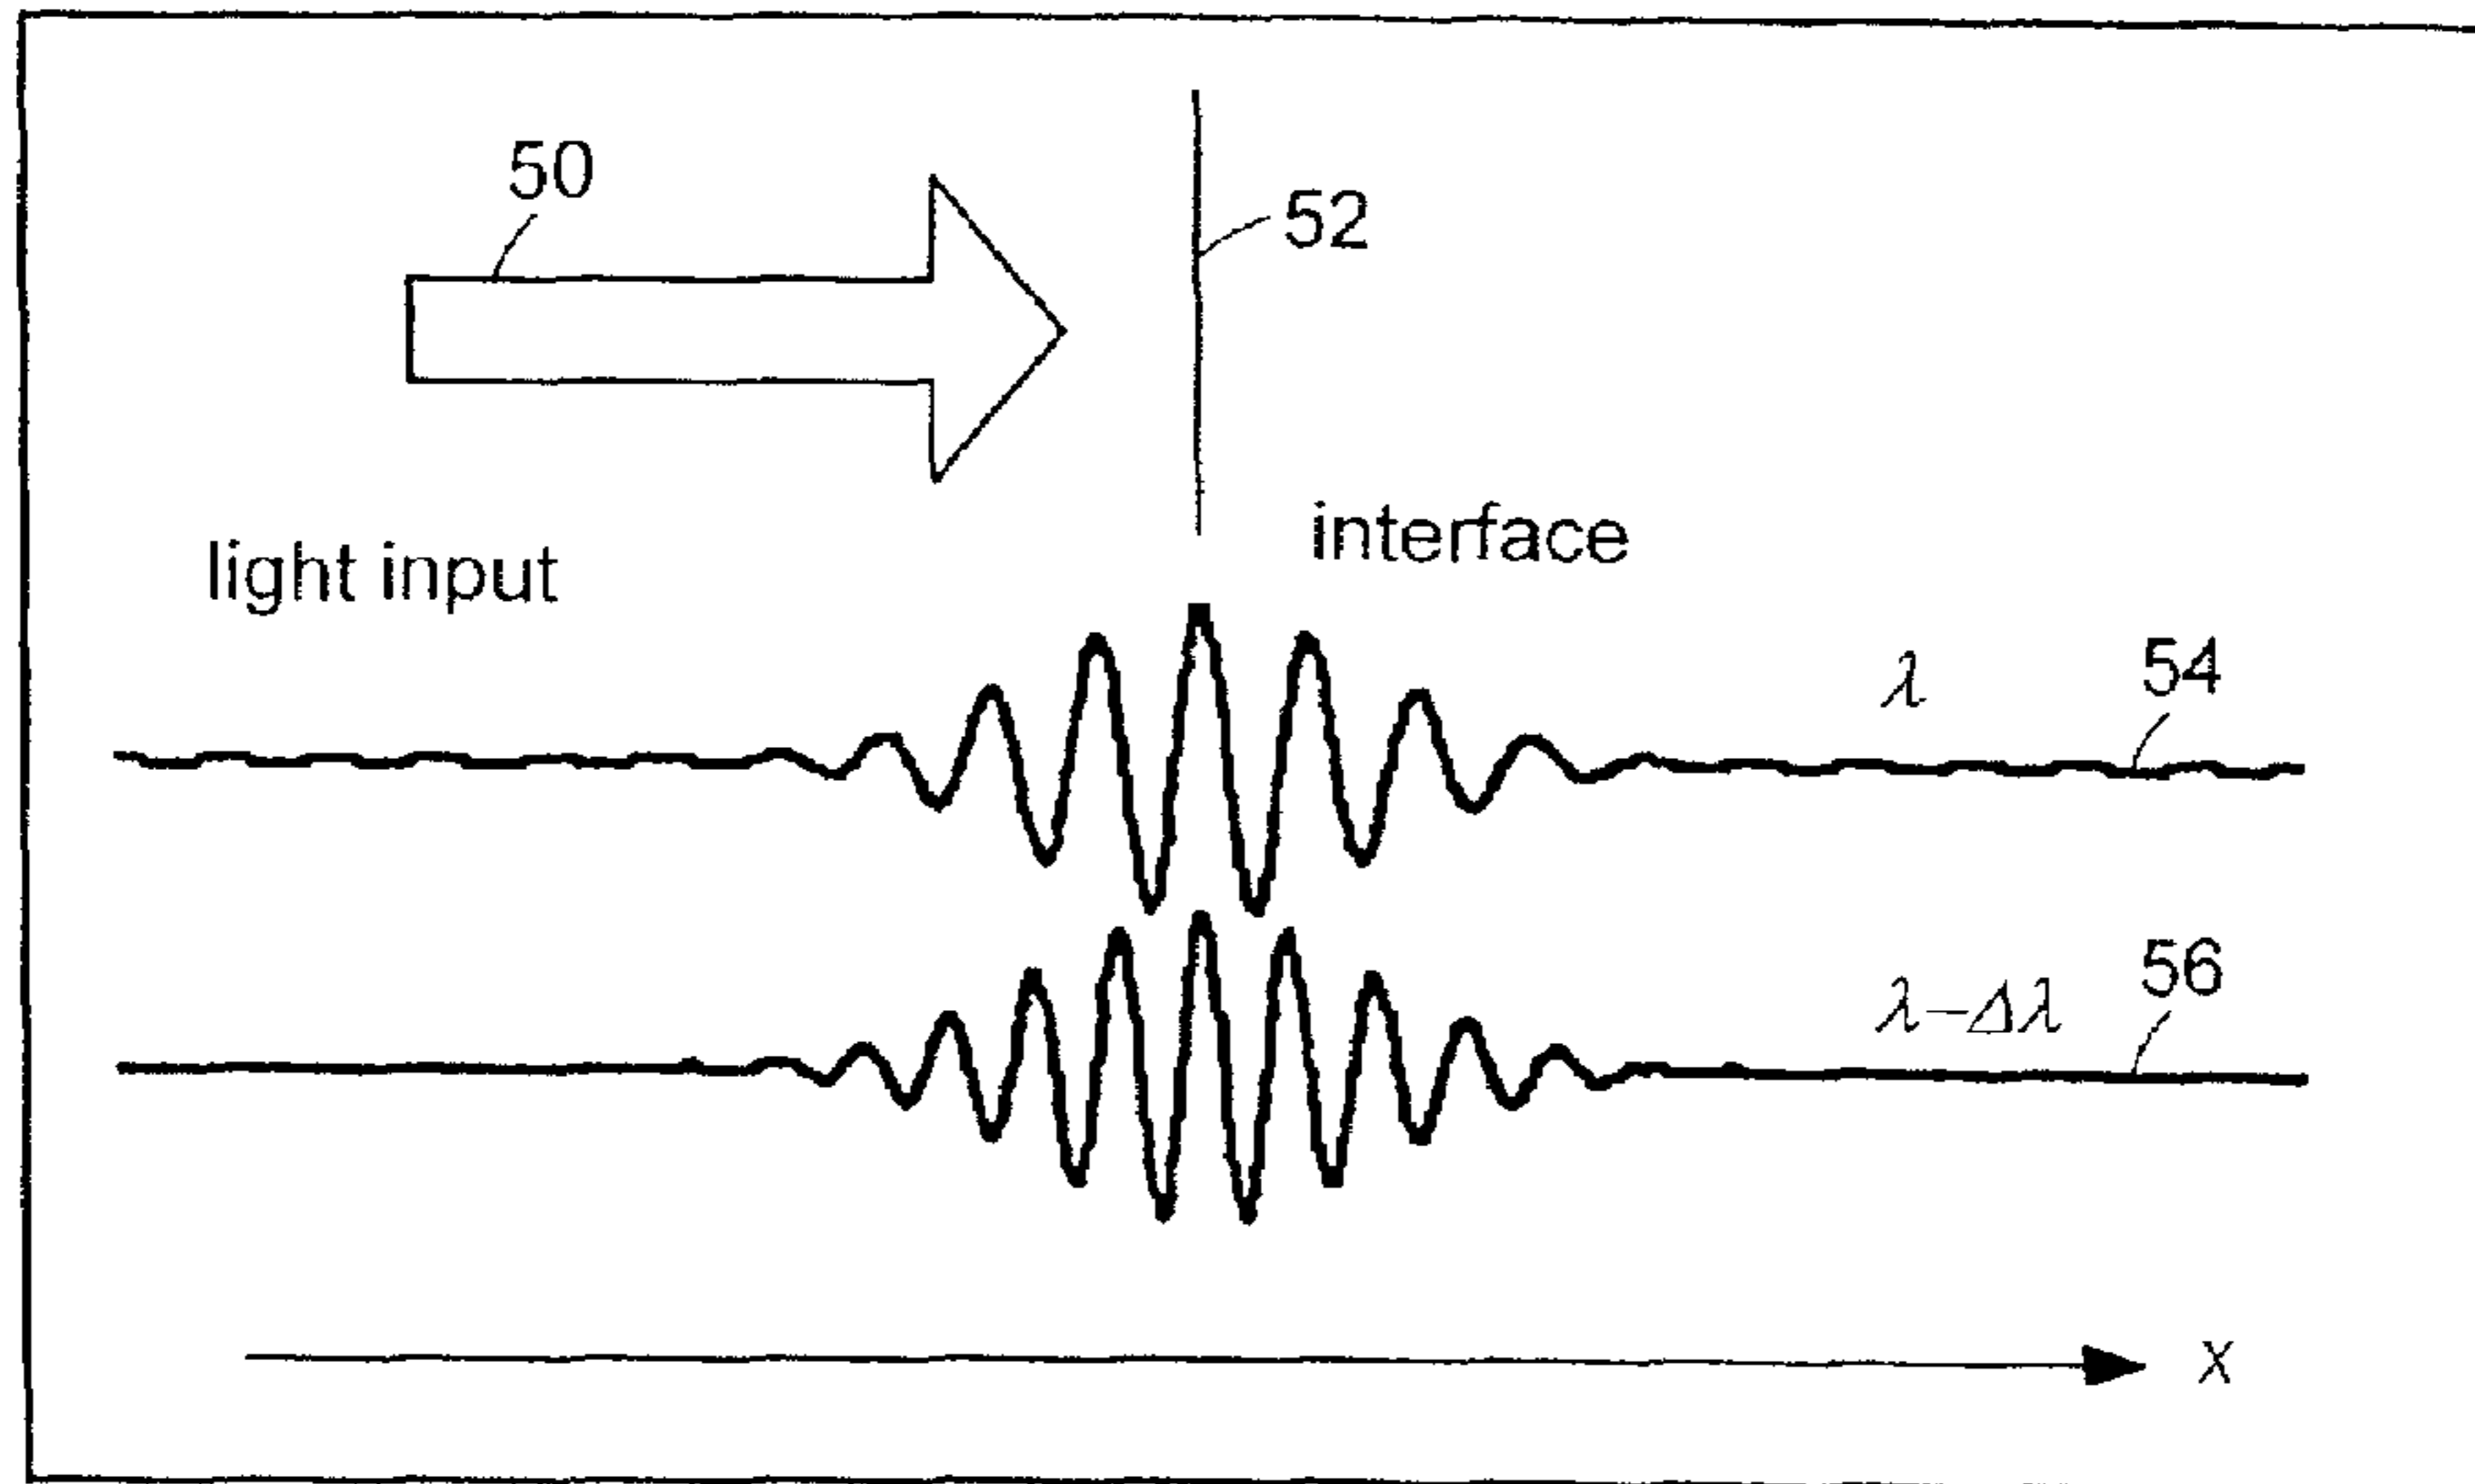 50
52
interface
light input
λ
54
λ–Δλ
56
x